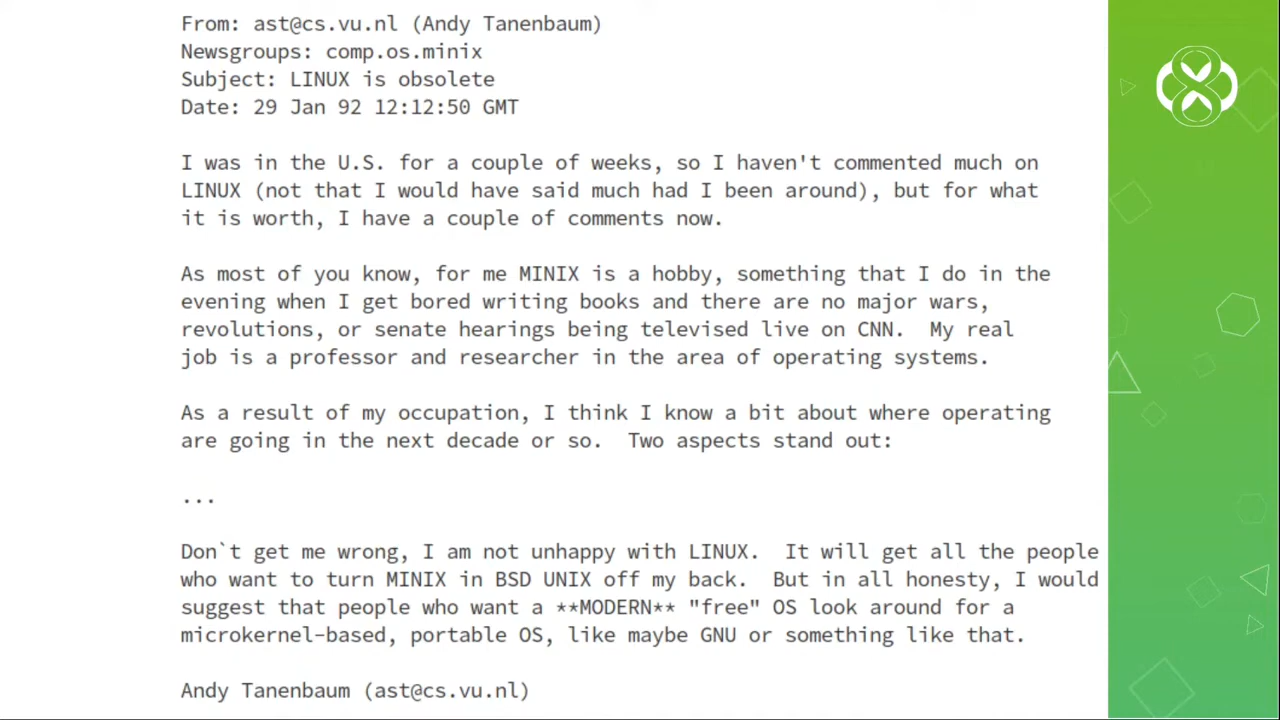 From: ast@cs.vu.nl (Andy Tanenbaum)
Newsgroups: comp.os.minix
Subject: LINUX is obsolete
Date: 29 Jan 92 12:12:50 GMT
I was in the U.S. for a couple of weeks, so I haven't commented much on
LINUX (not that I would have said much had I been around), but for what
it is worth, I have a couple of comments now.
As most of you know, for me MINIX is a hobby, something that I do in the
evening when I get bored writing books and there are no major wars,
revolutions, or senate hearings being televised live on CNN.  My real
job is a professor and researcher in the area of operating systems.
As a result of my occupation, I think I know a bit about where operating
are going in the next decade or so.  Two aspects stand out:
...
Don`t get me wrong, I am not unhappy with LINUX.  It will get all the people
who want to turn MINIX in BSD UNIX off my back.  But in all honesty, I would
suggest that people who want a **MODERN** "free" OS look around for a
microkernel-based, portable OS, like maybe GNU or something like that.
Andy Tanenbaum (ast@cs.vu.nl)